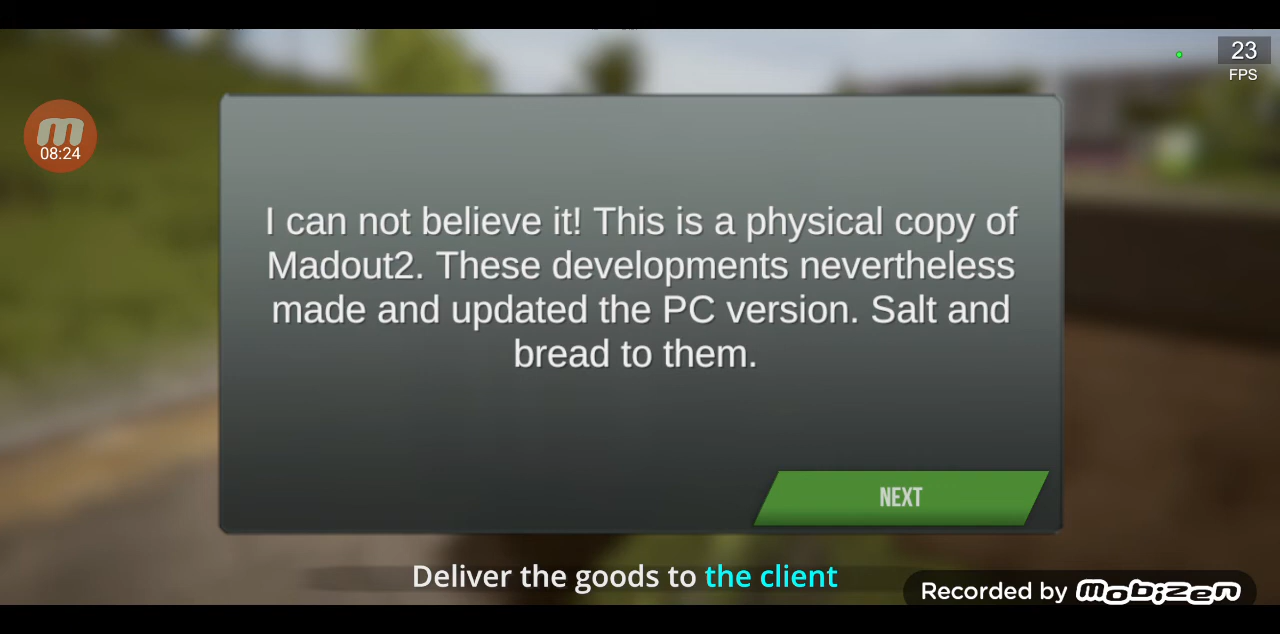 23
FPS
08:24
I can not believe it! This is a physical copy of
Madout2. These developments nevertheless
made and updated the PC version. Salt and
bread to them.
NEXT
Deliver the goods to the client
Recorded by mobizen